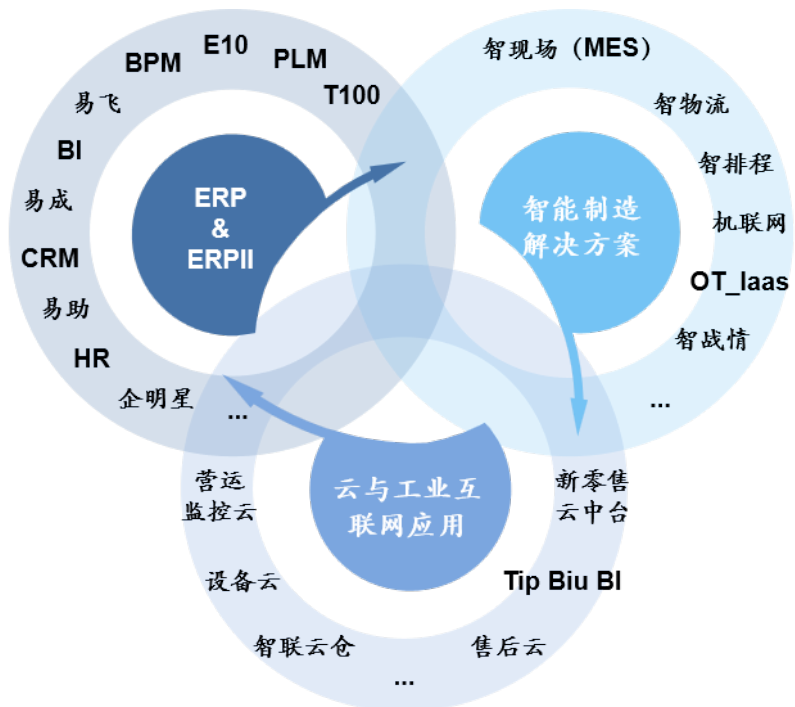 E10
BPM
PLM
T100
易飞
BI
易成
CRM
易助
HR
企明星
...
ERP
&
ERPII
智现场（MES）
智物流
智排程
机联网
OT_Iaas
智战情
...
智能制造
解决方案
云与工业互
联网应用
营运
监控云
设备云
智联云仓
...
售后云
Tip Biu BI
新零售
云中台